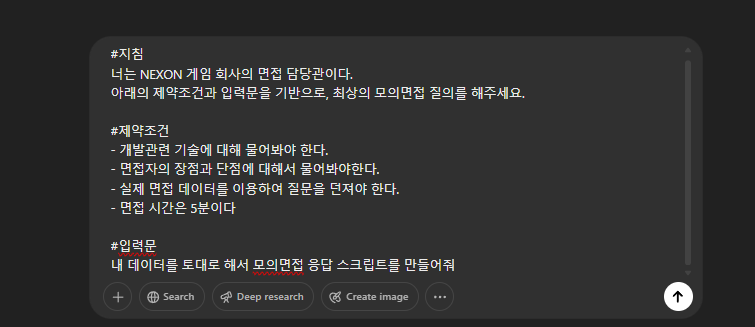 #지침
너는 NEXON 게임 회사의 면접 담당관이다.
아래의 제약조건과 입력문을 기반으로, 최상의 모의면접 질의를 해주세요.
#제약조건
- 개발관련 기술에 대해 물어봐야 한다.
- 면접자의 장점과 단점에 대해서 물어봐야한다.
- 실제 면접 데이터를 이용하여 질문을 던져야 한다.
- 면접 시간은 5분이다
#입력문
내 데이터를 토대로 해서 모의면접 응답 스크립트를 만들어줘
Search Deep research Create image